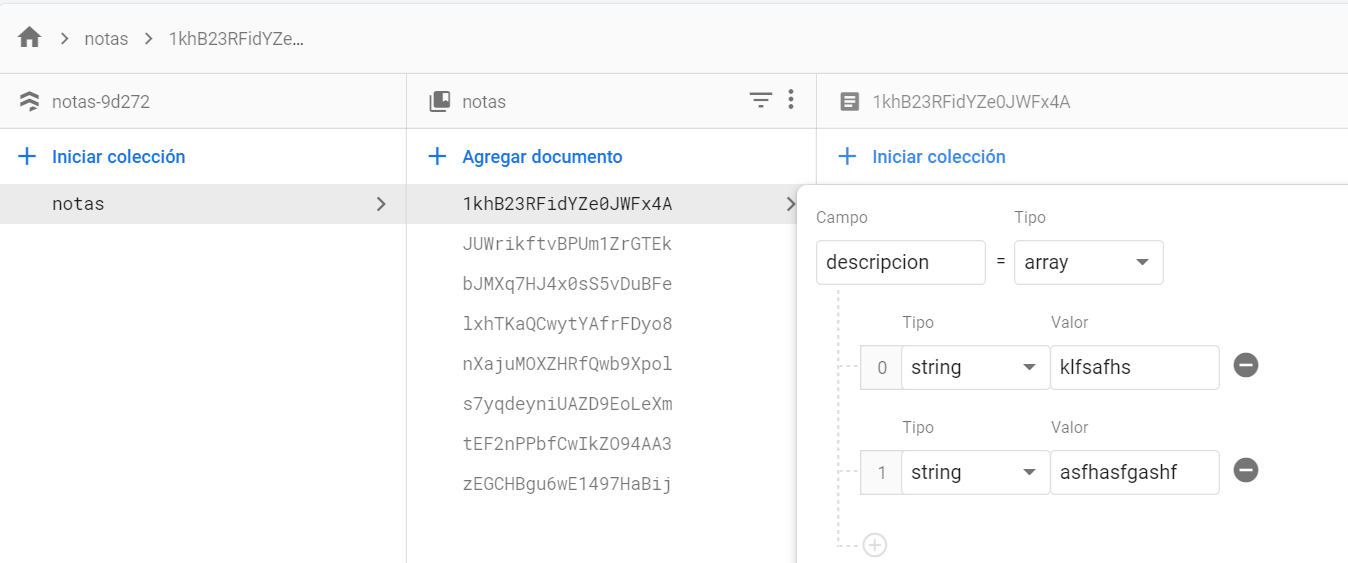 notas
1khB23RFidYZe…
notas-9d272
notas
1khB23RFidYZe0JWFx4A
Iniciar colección
Agregar documento
Iniciar colección
notas
1khB23RFidYZe0JWFx4A
JUWrikftvBPUm1ZrGTEk
bJMXq7HJ4x0sS5vDuBFe
lxhTKaQCwytYAfrFDyo8
nXajuMOXZHRfQwb9Xpol
s7yqdeyniUAZD9EoLeXm
tEF2nPPbfCwIkZO94AA3
zEGCHBgu6wE1497HaBij
Campo Tipo
descripcion = array
Tipo Valor
0 string klfsafhs
Tipo Valor
1 string asfhasfgashf